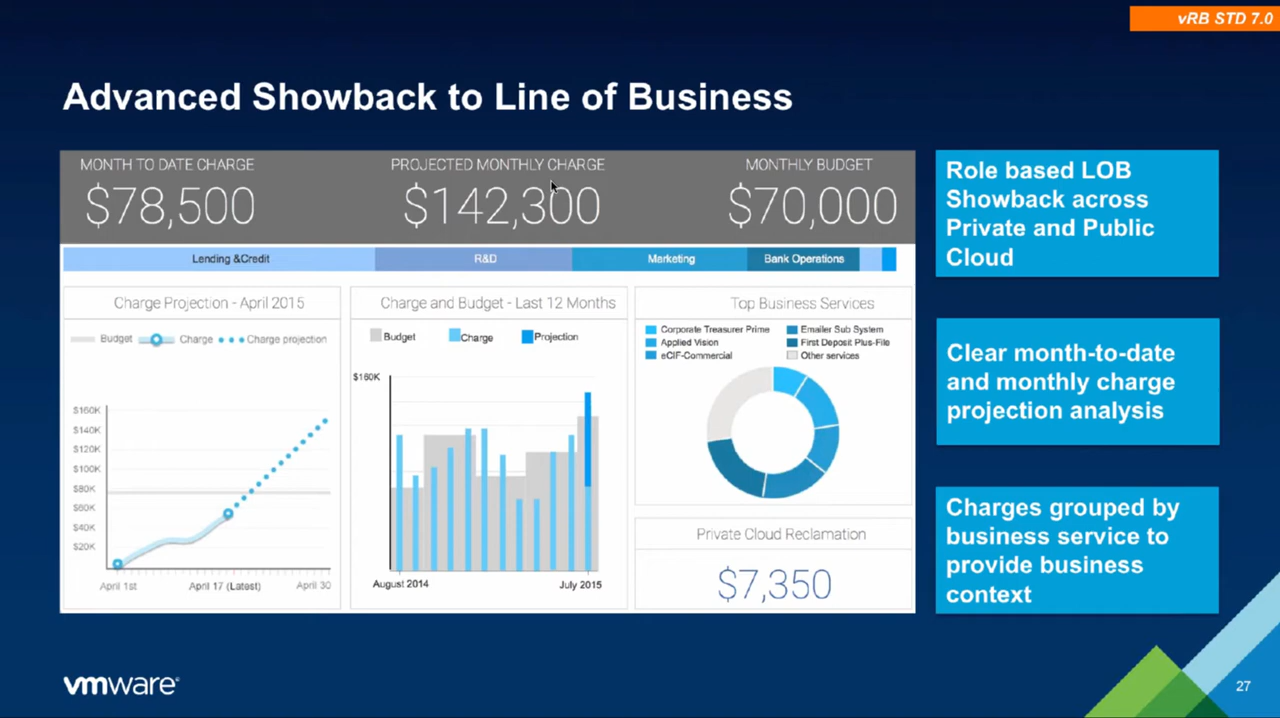 vRB STD 7.0
Advanced Showback to Line of Business
MONTH TO DATE CHARGE
$78,500
PROJECTED MONTHLY CHARGE
$142,300
MONTHLY BUDGET
$70,000
Lending &Credit
R&D
Marketing
Bank Operations
Charge Projection - April 2015
Budget
Charge
Charge projection
$160K
$140K
$120K
$100K
$80K
$60K
$40K
$20K
April 1st
April 17 (Latest)
April 30
Charge and Budget - Last 12 Months
Budget
Charge
Projection
$160K
August 2014
July 2015
Top Business Services
Corporate Treasurer Prime
Applied Vision
eCIF-Commercial
Emailer Sub System
First Deposit Plus-File
Other services
Private Cloud Reclamation
$7,350
Role based LOB
Showback across
Private and Public
Cloud
Clear month-to-date
and monthly charge
projection analysis
Charges grouped by
business service to
provide business
context
vmware
27